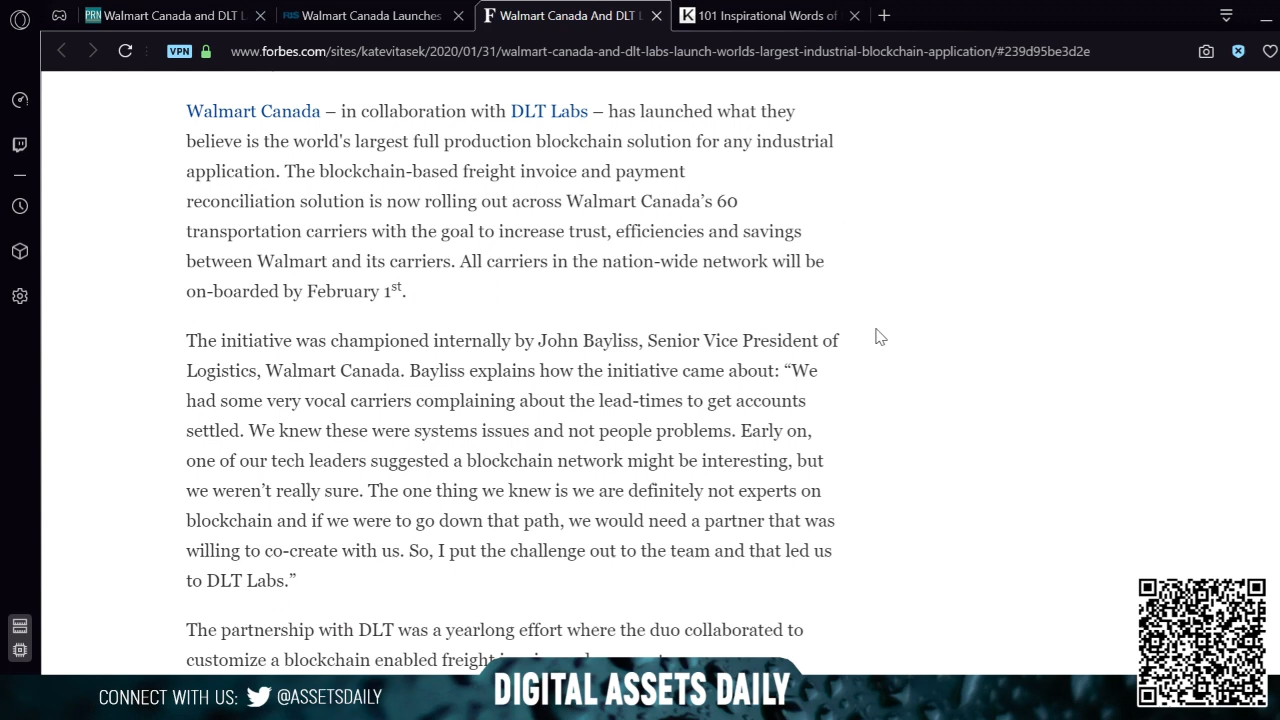 PRN Walmart Canada and DLT L
RIS Walmart Canada Launches
F Walmart Canada And DLT L
K 101 Inspirational Words of
VPN
www.forbes.com/sites/katevitasek/2020/01/31/walmart-canada-and-dlt-labs-launch-worlds-largest-industrial-blockchain-application/#239d95be3d2e
Walmart Canada – in collaboration with DLT Labs – has launched what they
believe is the world's largest full production blockchain solution for any industrial
application. The blockchain-based freight invoice and payment
reconciliation solution is now rolling out across Walmart Canada’s 60
transportation carriers with the goal to increase trust, efficiencies and savings
between Walmart and its carriers. All carriers in the nation-wide network will be
on-boarded by February 1st.
The initiative was championed internally by John Bayliss, Senior Vice President of
Logistics, Walmart Canada. Bayliss explains how the initiative came about: “We
had some very vocal carriers complaining about the lead-times to get accounts
settled. We knew these were systems issues and not people problems. Early on,
one of our tech leaders suggested a blockchain network might be interesting, but
we weren’t really sure. The one thing we knew is we are definitely not experts on
blockchain and if we were to go down that path, we would need a partner that was
willing to co-create with us. So, I put the challenge out to the team and that led us
to DLT Labs.”
The partnership with DLT was a yearlong effort where the duo collaborated to
customize a blockchain enabled freight
CONNECT WITH US: @ASSETSDAILY
DIGITAL ASSETS DAILY